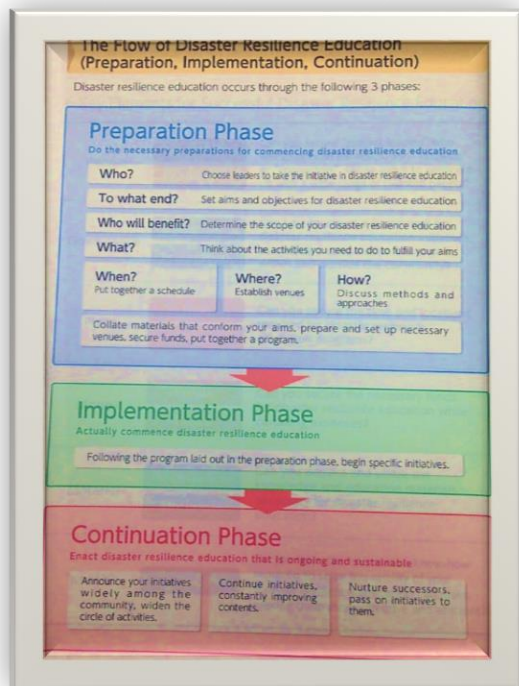 The Flow of Disaster Resilience Education
(Preparation, Implementation, Continuation)
Disaster resilience education occurs through the following 3 phases:
Preparation Phase
Do the necessary preparations for commencing disaster resilience education
Who? Choose leaders to take the initiative in disaster resilience education
To what end? Set aims and objectives for disaster resilience education
Who will benefit? Determine the scope of your disaster resilience education
What? Think about the activities you need to do to fulfill your aims
When?
Put together a schedule
Where?
Establish venues
How?
Discuss methods and
approaches
Collate materials that conform your aims, prepare and set up necessary
venues, secure funds, put together a program.
Implementation Phase
Actually commence disaster resilience education
Following the program laid out in the preparation phase, begin specific initiatives.
Continuation Phase
Enact disaster resilience education that is ongoing and sustainable
Announce your initiatives
widely among the
community, widen the
circle of activities.
Continue initiatives,
constantly improving
contents.
Nurture successors,
pass on initiatives to
them.